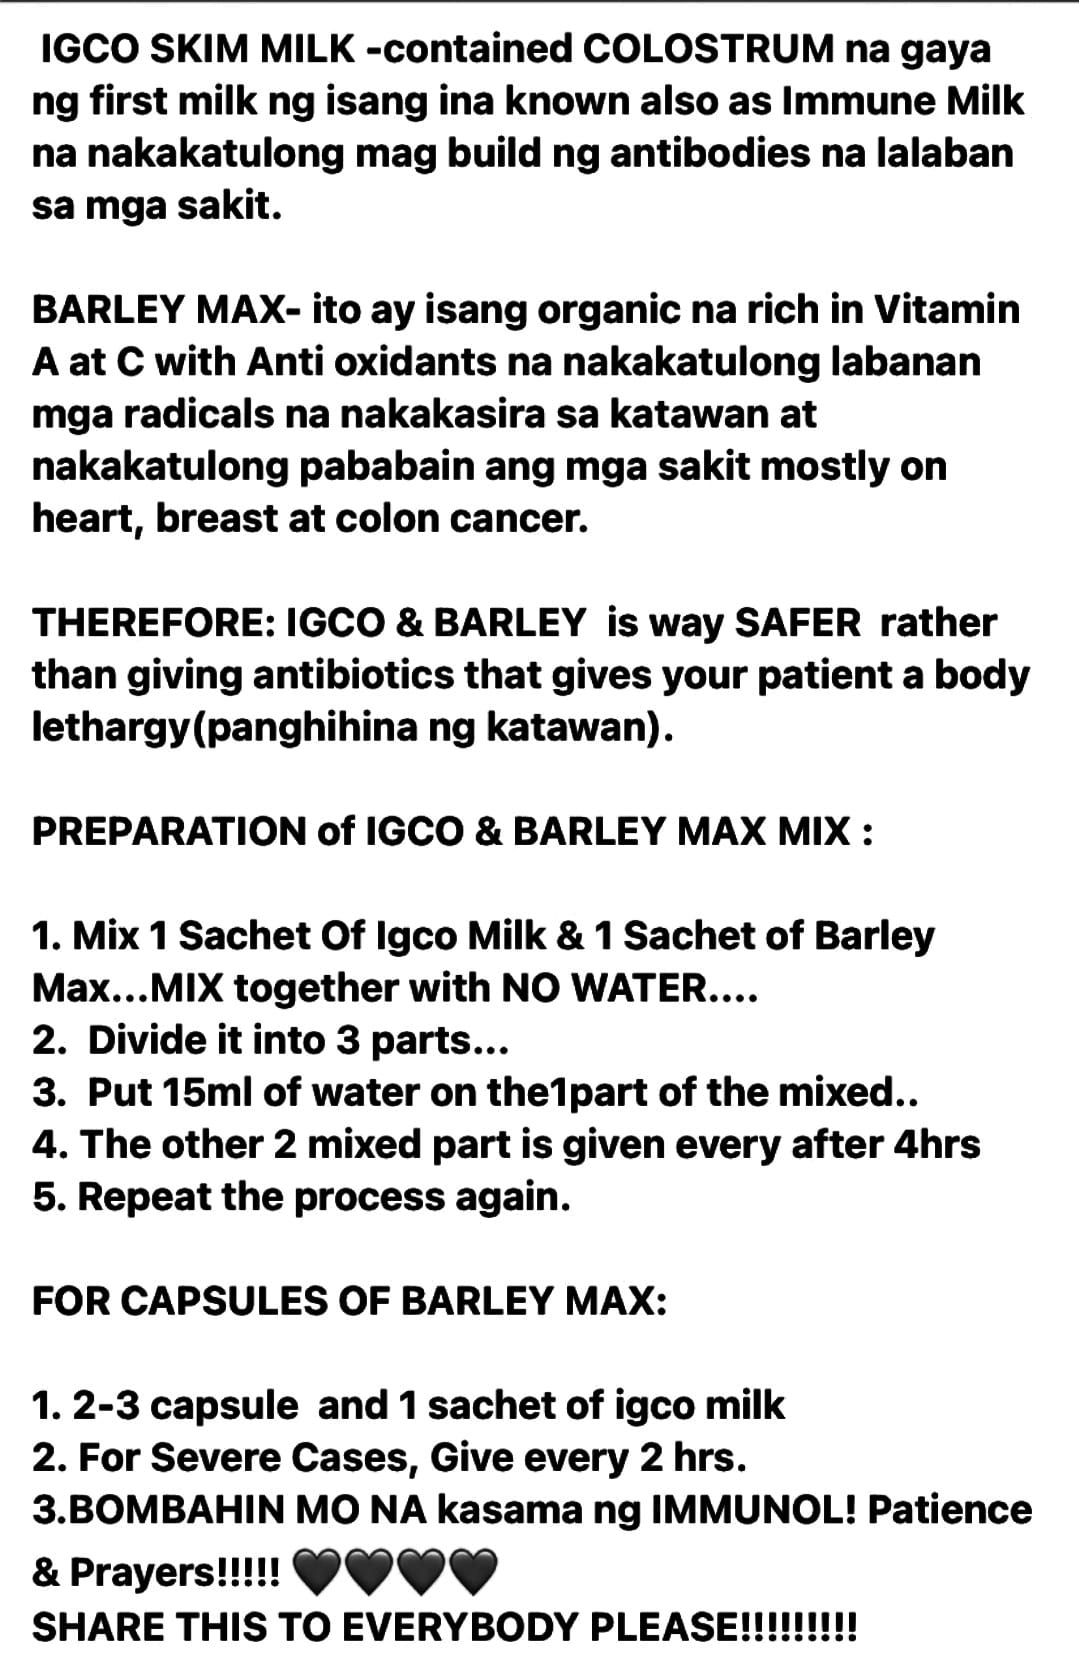 IGCO SKIM MILK -contained COLOSTRUM na gaya
ng first milk ng isang ina known also as Immune Milk
na nakakatulong mag build ng antibodies na lalaban
sa mga sakit.
BARLEY MAX- ito ay isang organic na rich in Vitamin
A at C with Anti oxidants na nakakatulong labanan
mga radicals na nakakasira sa katawan at
nakakatulong pababain ang mga sakit mostly on
heart, breast at colon cancer.
THEREFORE: IGCO & BARLEY is way SAFER rather
than giving antibiotics that gives your patient a body
lethargy(panghihina ng katawan).
PREPARATION of IGCO & BARLEY MAX MIX :
1. Mix 1 Sachet Of Igco Milk & 1 Sachet of Barley
Max...MIX together with NO WATER....
2. Divide it into 3 parts...
3. Put 15ml of water on the1part of the mixed..
4. The other 2 mixed part is given every after 4hrs
5. Repeat the process again.
FOR CAPSULES OF BARLEY MAX:
1. 2-3 capsule and 1 sachet of igco milk
2. For Severe Cases, Give every 2 hrs.
3.BOMBAHIN MO NA kasama ng IMMUNOL! Patience
& Prayers!!!!! 🖤🖤🖤🖤
SHARE THIS TO EVERYBODY PLEASE!!!!!!!!!